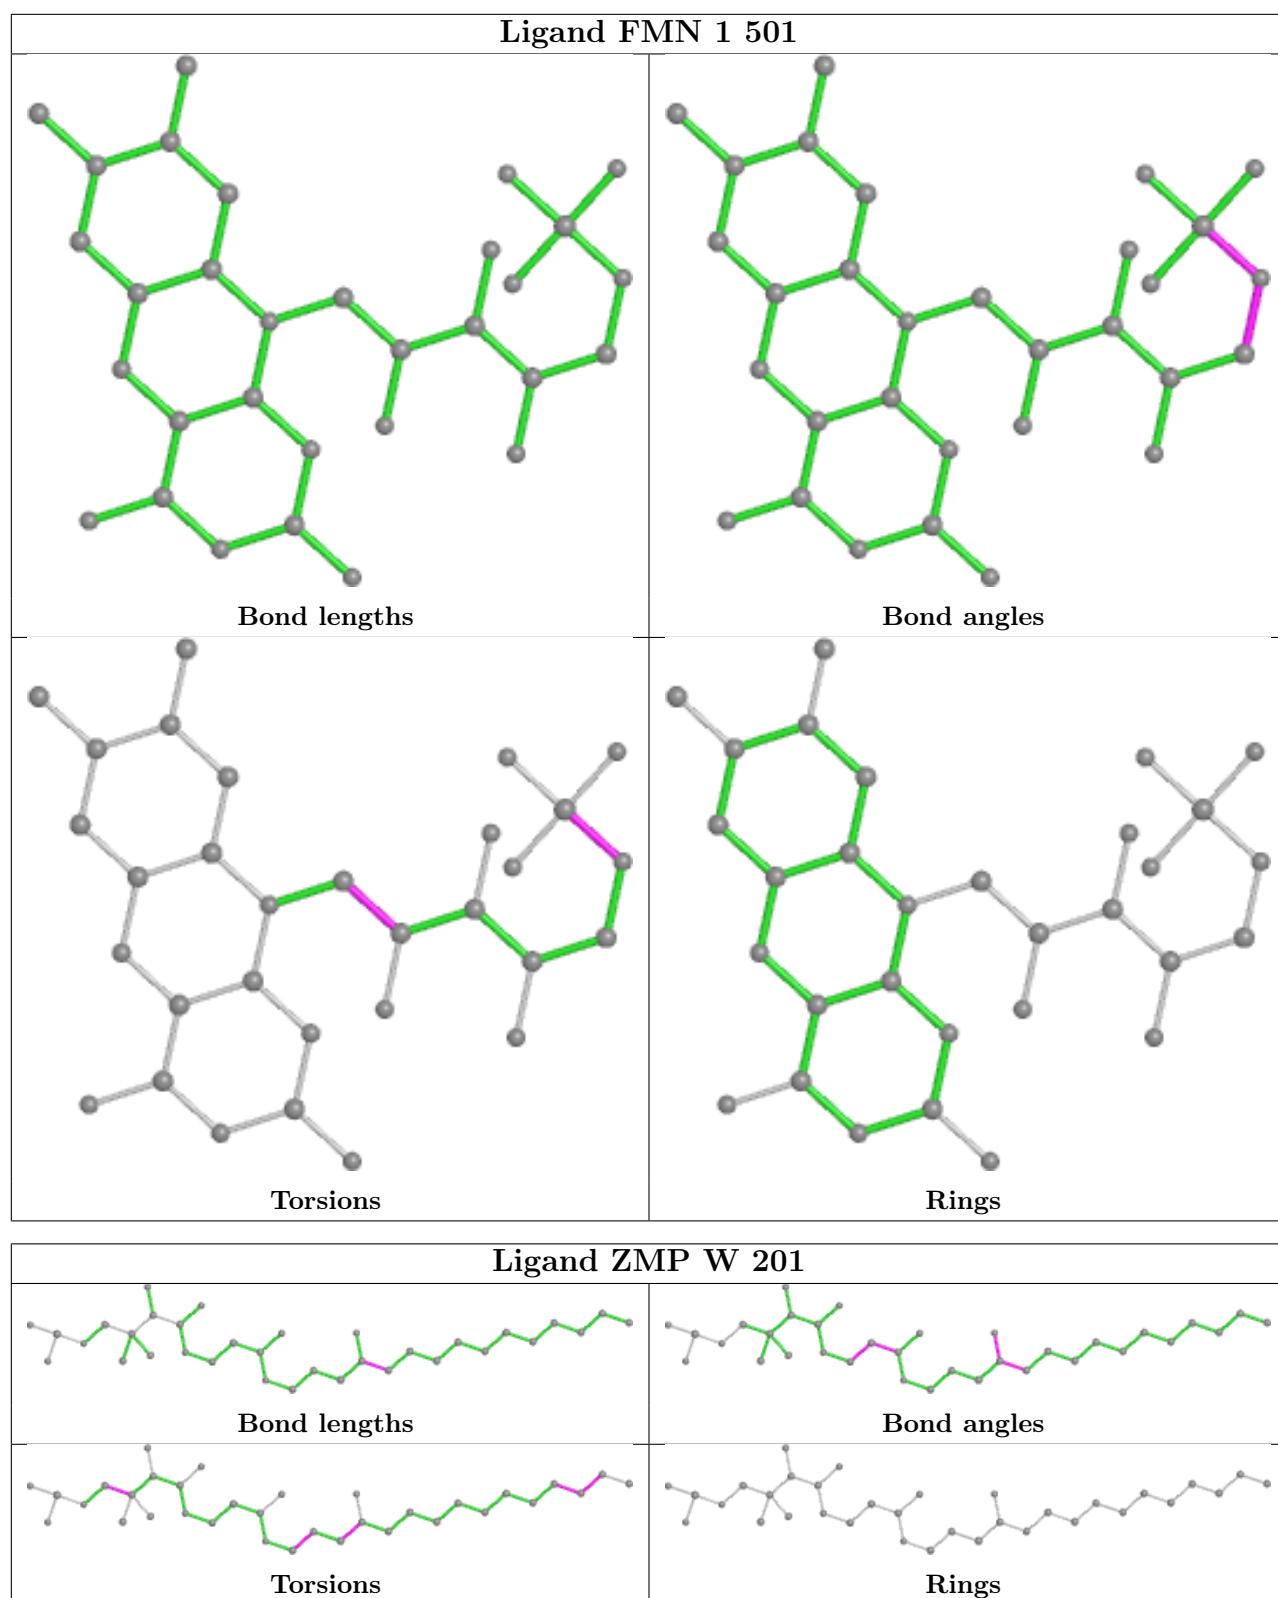 Ligand FMN 1 501
Bond lengths
Bond angles
Torsions
Rings
Ligand ZMP W 201
Bond lengths
Bond angles
Torsions
Rings